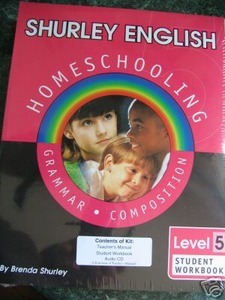 SHURLEY ENGLISH
HOMESCHOOLING
GRAMMAR · COMPOSITION
Contents of Kit:
Teacher's Manual
Student Workbook
Audio CD
Level 5
STUDENT
WORKBOOK
By Brenda Shurley